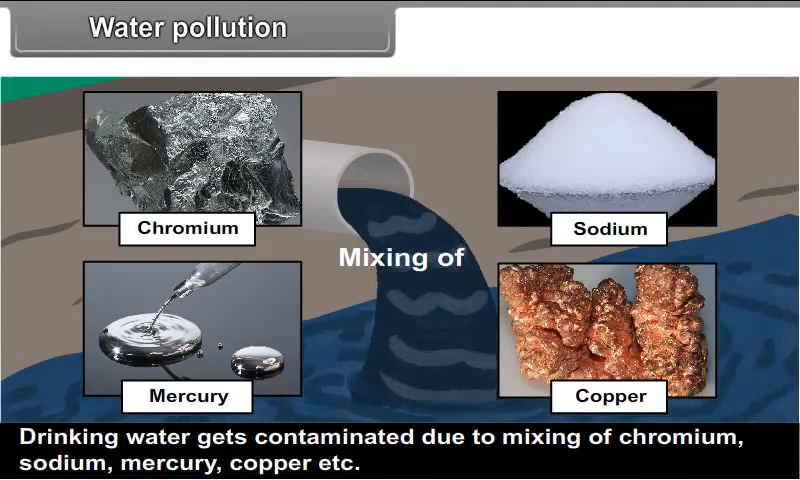 Water pollution
Chromium
Sodium
Mixing of
Mercury
Copper
Drinking water gets contaminated due to mixing of chromium,
sodium, mercury, copper etc.